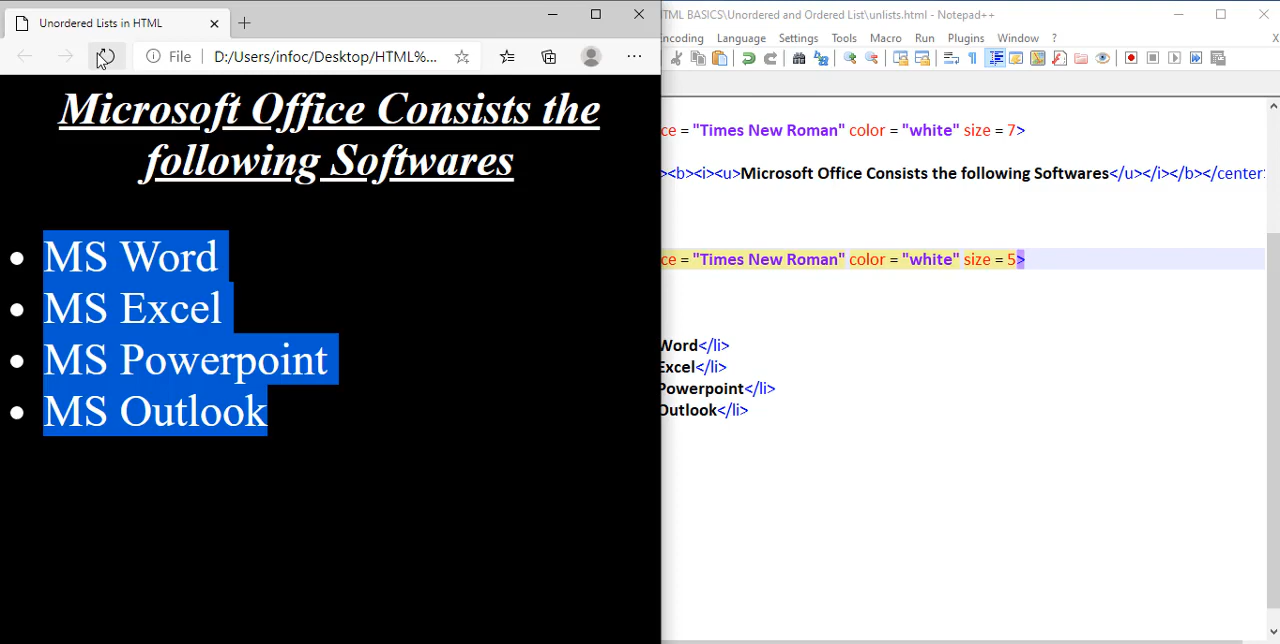 Unordered Lists in HTML
File
D:/Users/infoc/Desktop/HTML%...
Microsoft Office Consists the
following Softwares
• MS Word
• MS Excel
• MS Powerpoint
• MS Outlook
HTML BASICS\Unordered and Ordered List\unlists.html - Notepad++
Encoding Language Settings Tools Macro Run Plugins Window ? X
ce = "Times New Roman" color = "white" size = 7>
><b><i><u>Microsoft Office Consists the following Softwares</u></i></b></center
ce = "Times New Roman" color = "white" size = 5>
Word</li>
Excel</li>
Powerpoint</li>
Outlook</li>